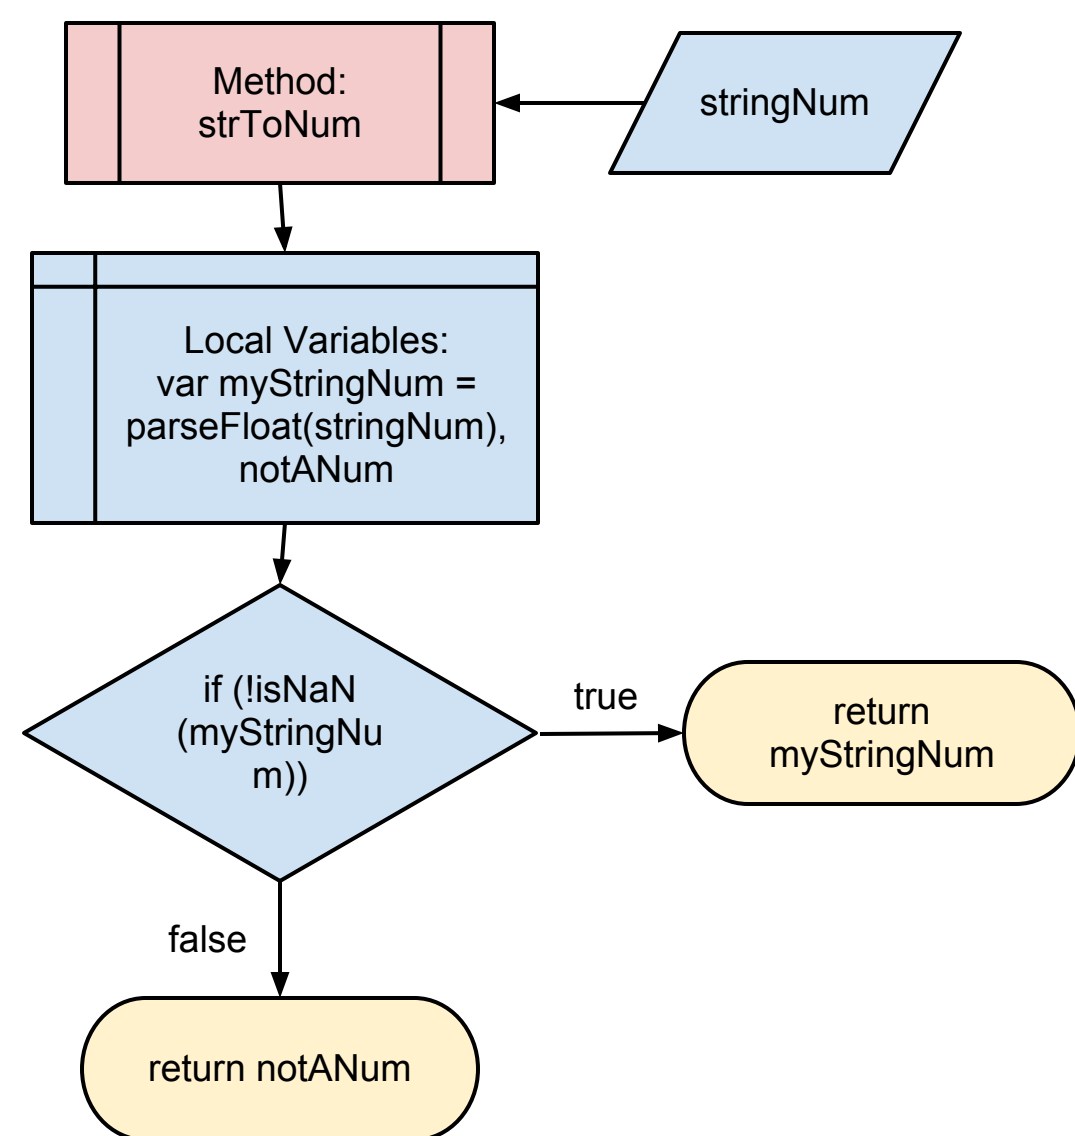 Method:
strToNum
stringNum
Local Variables:
var myStringNum =
parseFloat(stringNum),
notANum
if (!isNaN
(myStringNu
m))
true
return
myStringNum
false
return notANum